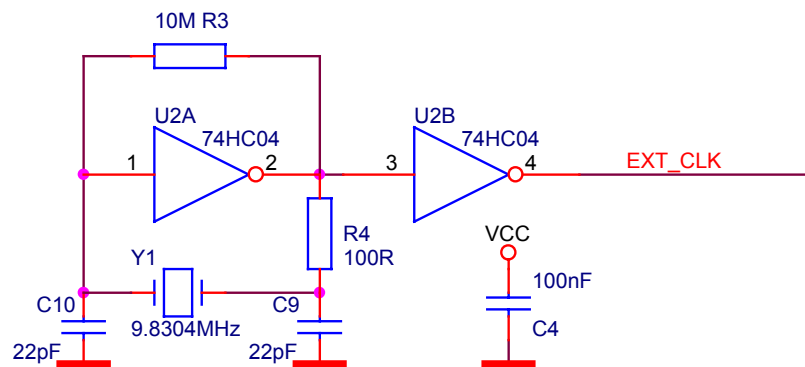 10M R3
U2A
74HC04
1
2
U2B
74HC04
3
4
EXT_CLK
R4
100R
VCC
Y1
100nF
C10
C9
9.8304MHz
C4
22pF
22pF